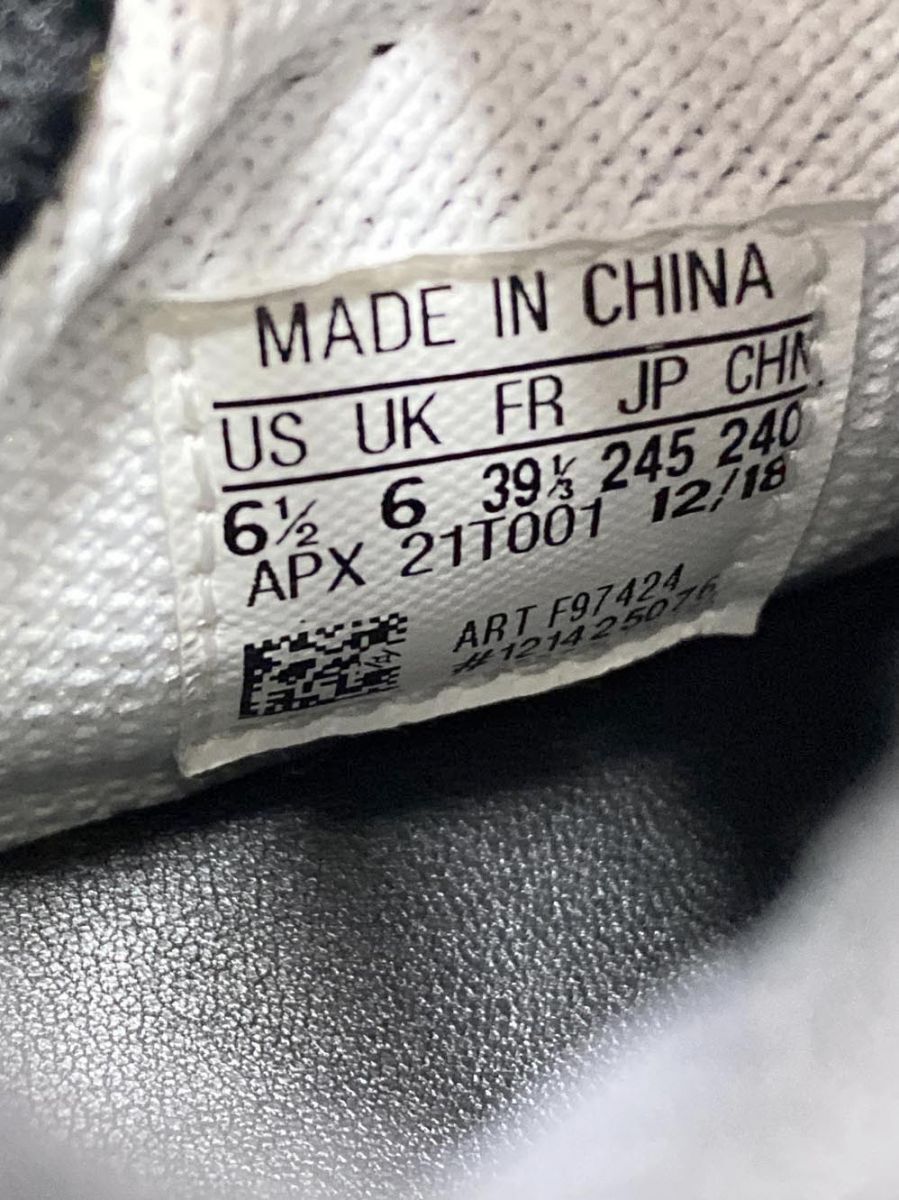 MADE IN CHINA
US UK FR JP CHN
6½ 6 39⅓ 245 240
APX 21T001 12/18
ART F97424
#121425076